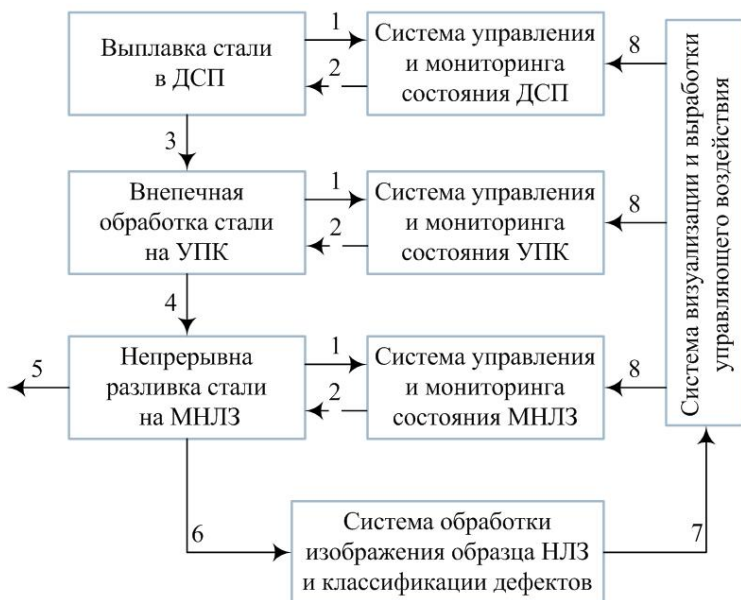 Выплавка стали
в ДСП
1
2
Система управления
и мониторинга
состояния ДСП
8
3
Внепечная
обработка стали
на УПК
1
2
Система управления
и мониторинга
состояния УПК
8
4
Непрерывна
разливка стали
на МНЛЗ
1
2
Система управления
и мониторинга
состояния МНЛЗ
8
5
Система визуализации и выработки
управляющего воздействия
6
Система обработки
изображения образца НЛЗ
и классификации дефектов
7